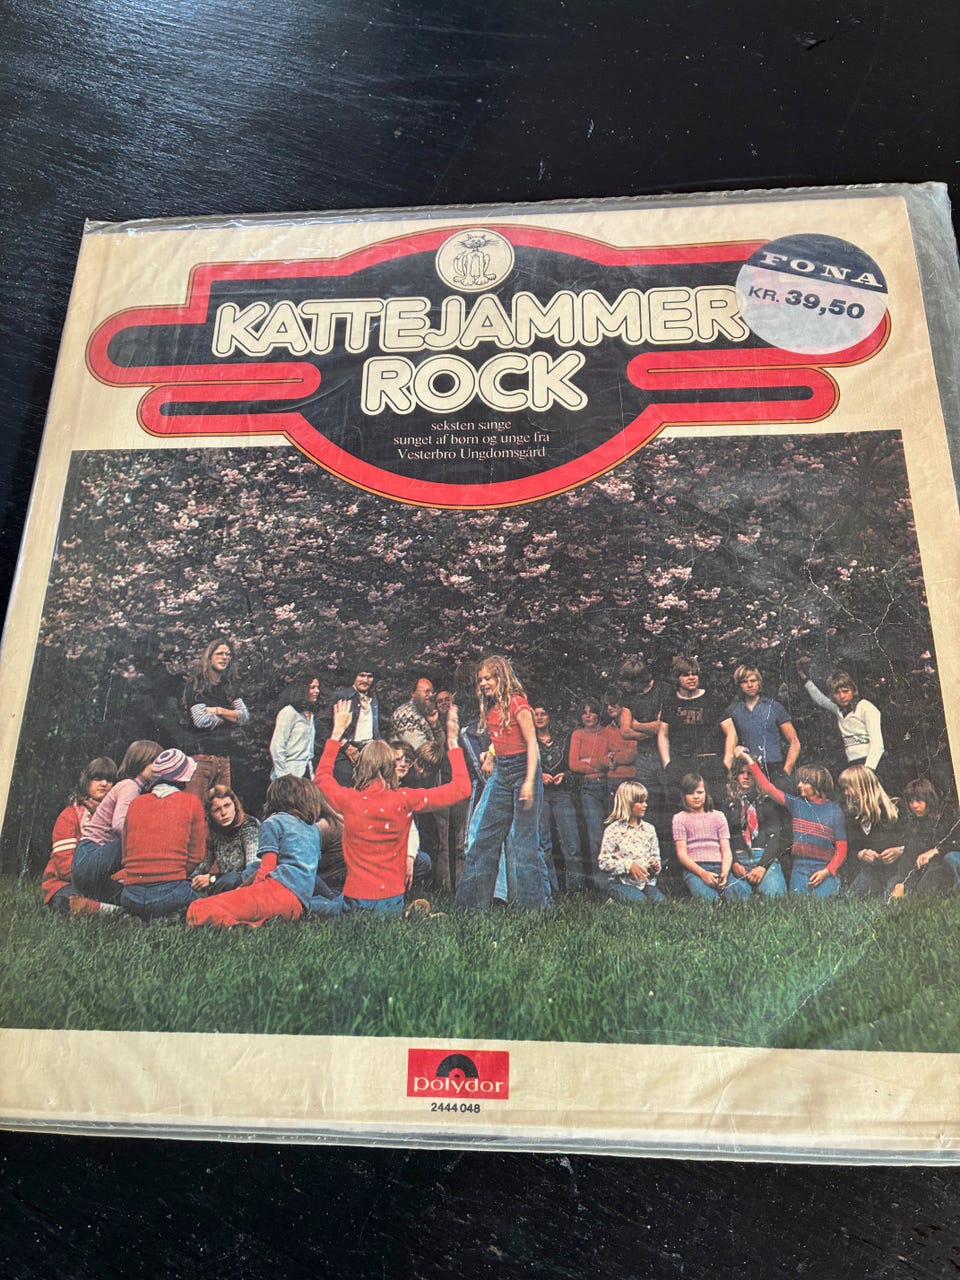 KATTEJAMMER
ROCK
seksten sange
sunget af børn og unge fra
Vesterbro Ungdomsgård
FONA
KR. 39,50
polydor
2444 048